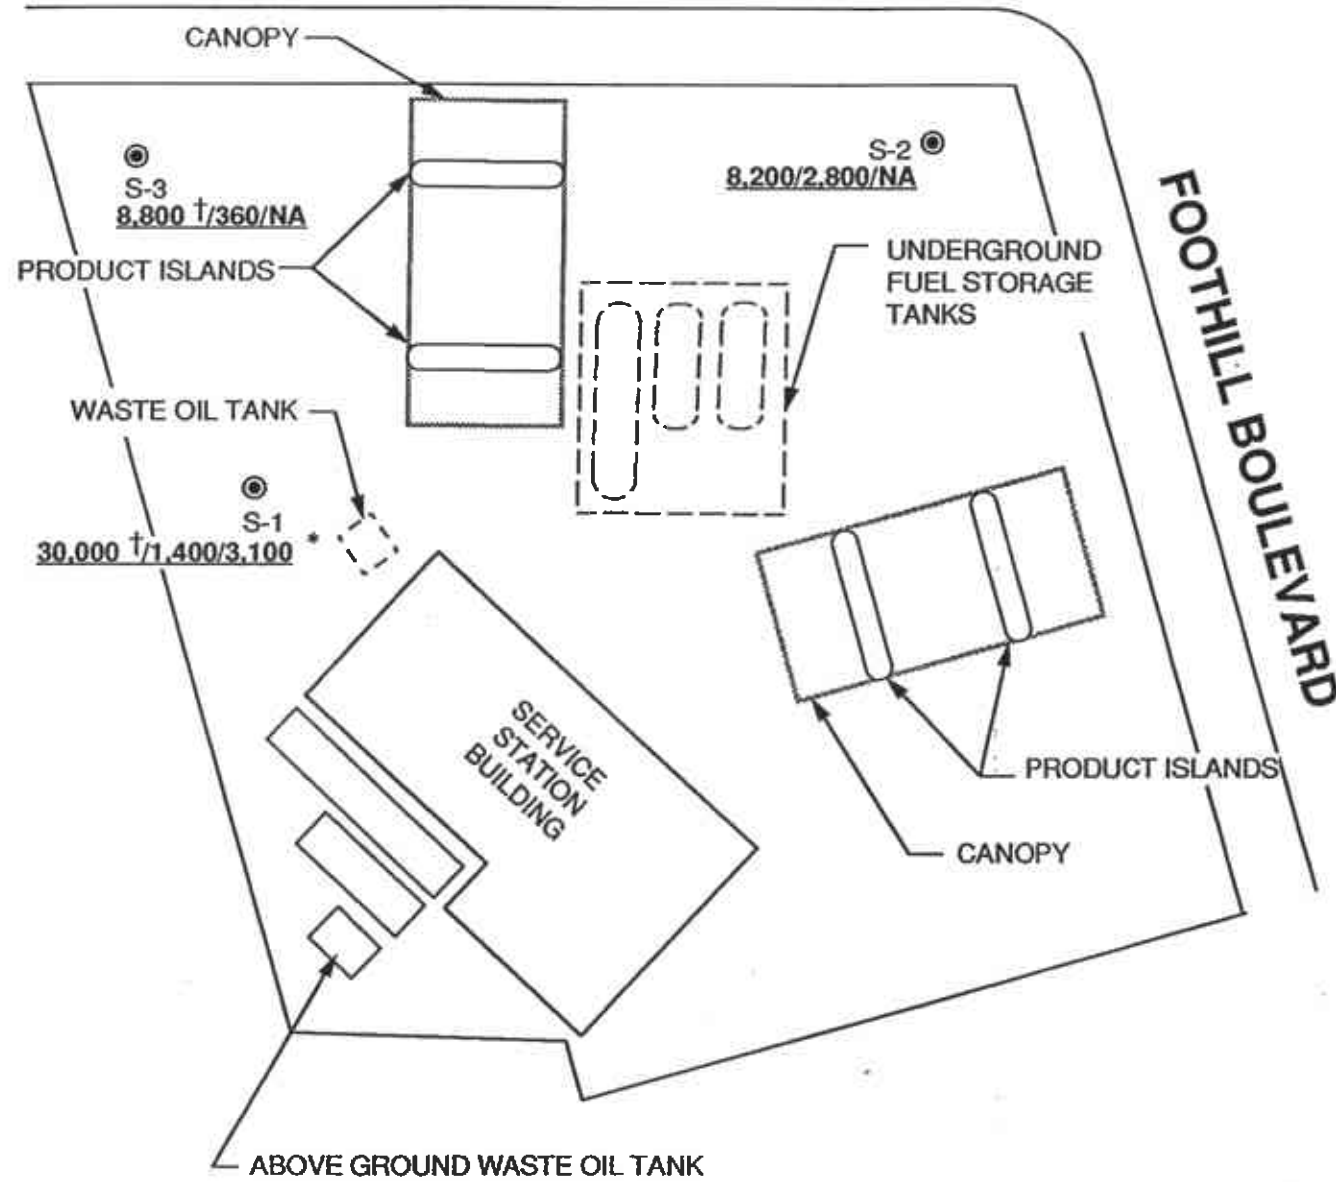 CANOPY
S-3
8,800 †/360/NA
S-2
8,200/2,800/NA
PRODUCT ISLANDS
UNDERGROUND
FUEL STORAGE
TANKS
FOOTHILL BOULEVARD
WASTE OIL TANK
S-1
30,000 †/1,400/3,100 *
SERVICE
STATION
BUILDING
PRODUCT ISLANDS
CANOPY
ABOVE GROUND WASTE OIL TANK